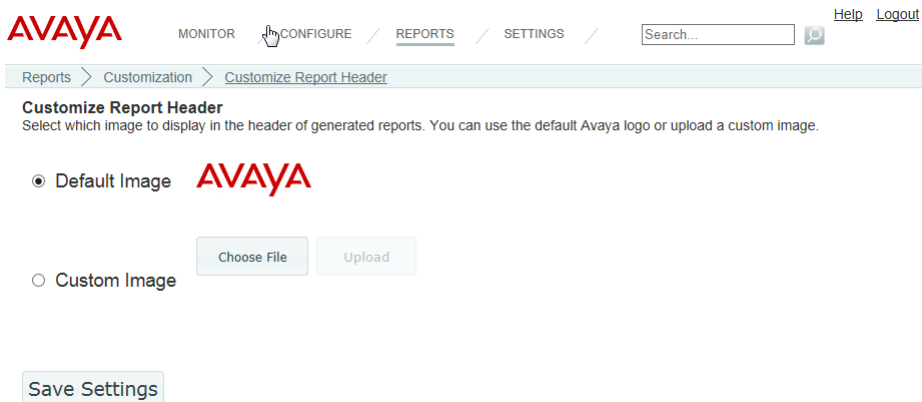 Help Logout
AVAYA MONITOR CONFIGURE REPORTS SETTINGS Search...
Reports Customization Customize Report Header
Customize Report Header
Select which image to display in the header of generated reports. You can use the default Avaya logo or upload a custom image.
Default Image AVAYA
Choose File Upload
Custom Image
Save Settings